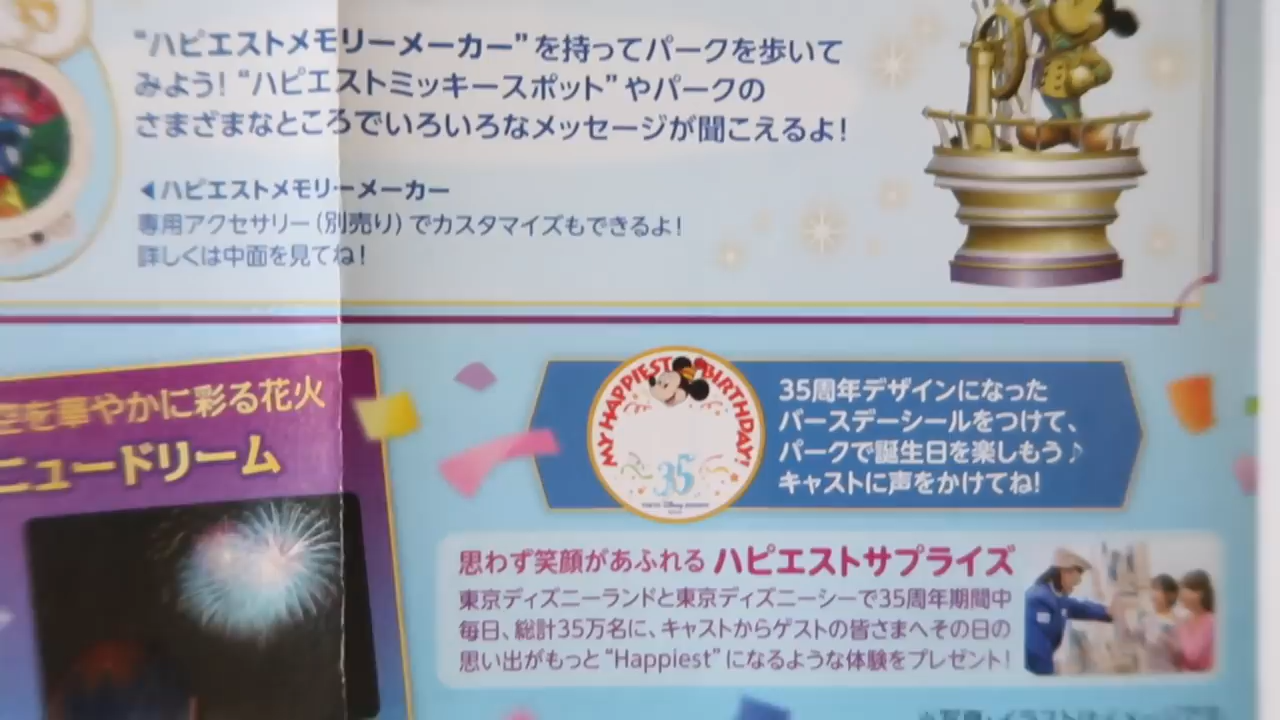 “ハピエストメモリーメーカー”を持ってパークを歩いて
みよう！“ハピエストミッキースポット”やパークの
さまざまなところでいろいろなメッセージが聞こえるよ！
◀ハピエストメモリーメーカー
専用アクセサリー（別売り）でカスタマイズもできるよ！
詳しくは中面を見てね！
空を華やかに彩る花火
ニュードリーム
MY HAPPIEST BIRTHDAY!
35
35周年デザインになった
バースデーシールをつけて、
パークで誕生日を楽しもう♪
キャストに声をかけてね!
思わず笑顔があふれる ハピエストサプライズ
東京ディズニーランドと東京ディズニーシーで35周年期間中
毎日、総計35万名に、キャストからゲストの皆さまへその日の
思い出がもっと“Happiest”になるような体験をプレゼント！